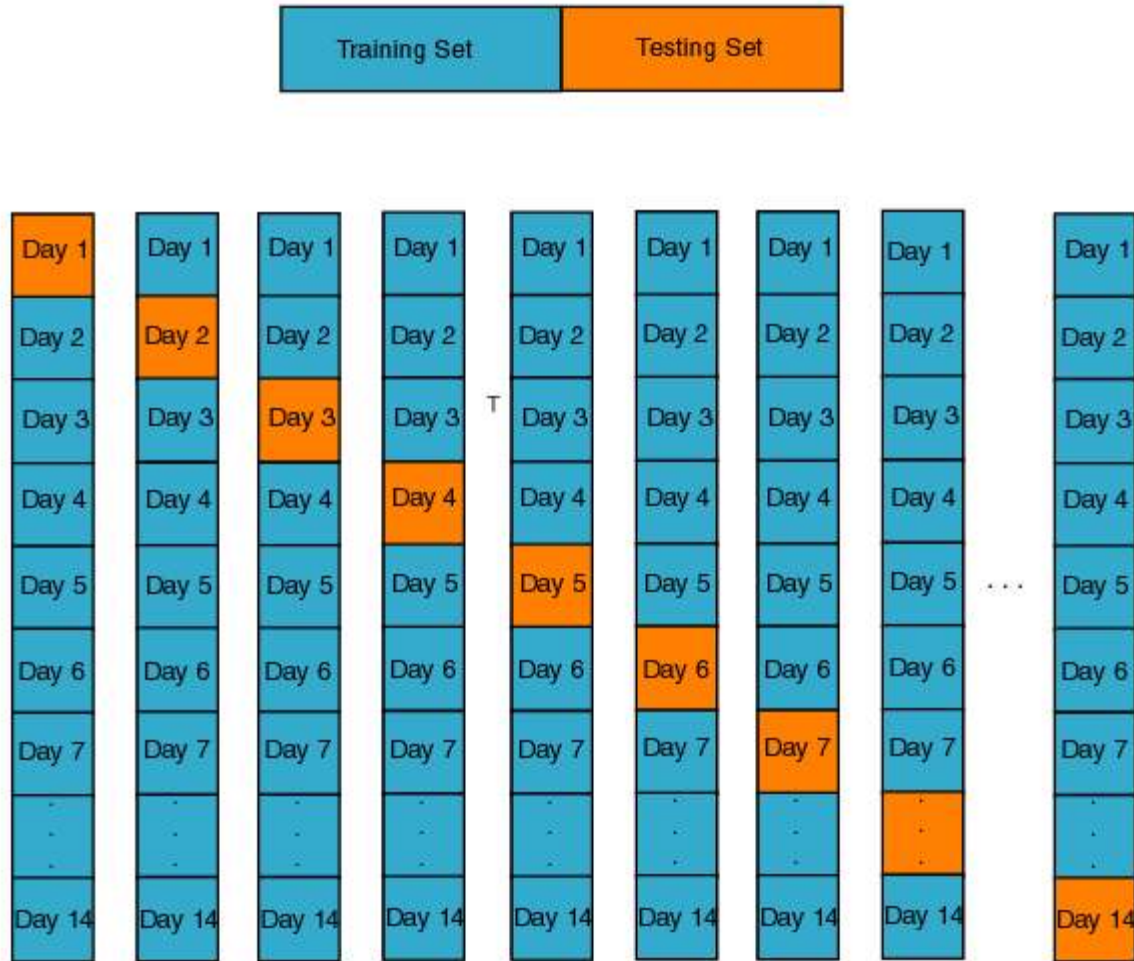 Training Set Testing Set
Day 1 Day 1 Day 1 Day 1 Day 1 Day 1 Day 1 Day 1 Day 1
Day 2 Day 2 Day 2 Day 2 Day 2 Day 2 Day 2 Day 2 Day 2
Day 3 Day 3 Day 3 Day 3 T Day 3 Day 3 Day 3 Day 3 Day 3
Day 4 Day 4 Day 4 Day 4 Day 4 Day 4 Day 4 Day 4 Day 4
Day 5 Day 5 Day 5 Day 5 Day 5 Day 5 Day 5 Day 5 . . . Day 5
Day 6 Day 6 Day 6 Day 6 Day 6 Day 6 Day 6 Day 6 Day 6
Day 7 Day 7 Day 7 Day 7 Day 7 Day 7 Day 7 Day 7 Day 7
. . . . . . . . .
. . . . . . . . .
. . . . . . . . .
Day 14 Day 14 Day 14 Day 14 Day 14 Day 14 Day 14 Day 14 Day 14